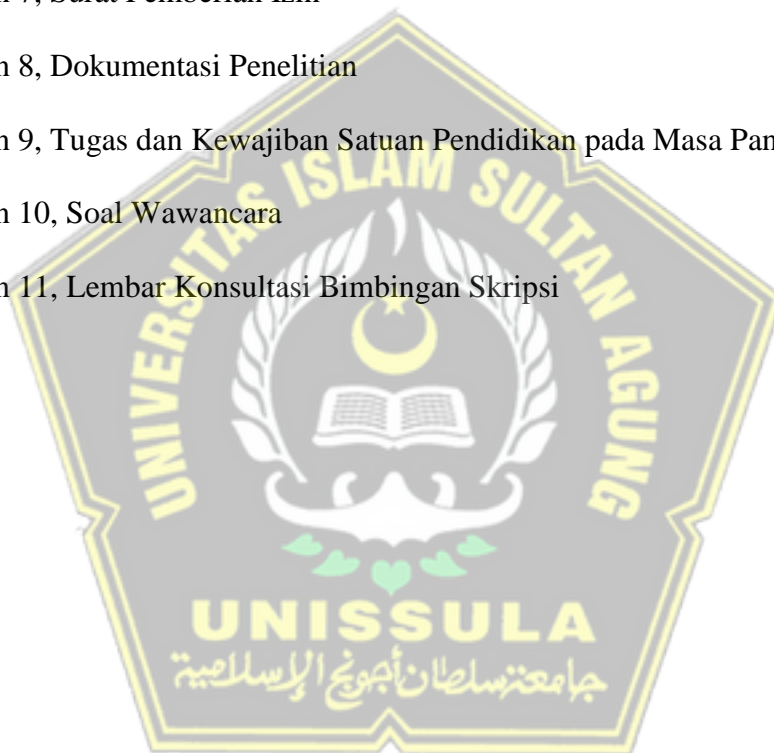 n 7, Surat Pemberian Izin
n 8, Dokumentasi Penelitian
n 9, Tugas dan Kewajiban Satuan Pendidikan pada Masa Pan
n 10, Soal Wawancara
n 11, Lembar Konsultasi Bimbingan Skripsi
UNIVERSITAS ISLAM SULTAN AGUNG
UNISSULA
جامعة سلطان أجونج الإسلامية